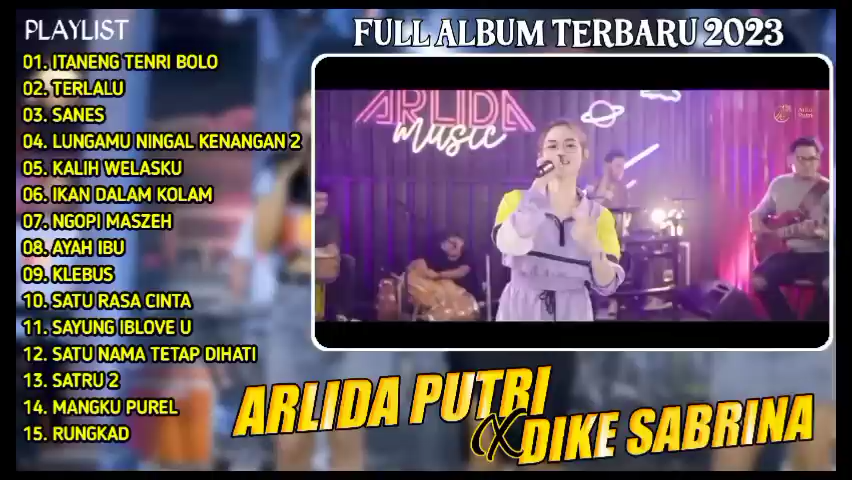 PLAYLIST
01. ITANENG TENRI BOLO
02. TERLALU
03. SANES
04. LUNGAMU NINGAL KENANGAN 2
05. KALIH WELASKU
06. IKAN DALAM KOLAM
07. NGOPI MASZEH
08. AYAH IBU
09. KLEBUS
10. SATU RASA CINTA
11. SAYUNG IBLOVE U
12. SATU NAMA TETAP DIHATI
13. SATRU 2
14. MANGKU PUREL
15. RUNGKAD
FULL ALBUM TERBARU 2023
ARLIDA
music
Arlida
Putri
ARLIDA PUTRI
X DIKE SABRINA